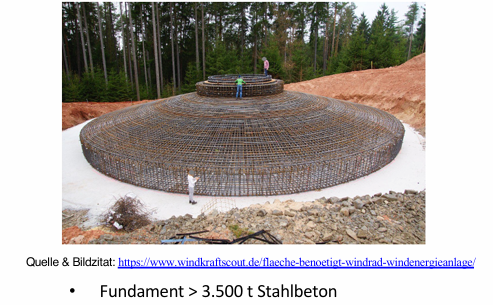 Quelle & Bildzitat: https://www.windkraftscout.de/flaeche-benoetigt-windrad-windenergieanlage/
• Fundament > 3.500 t Stahlbeton